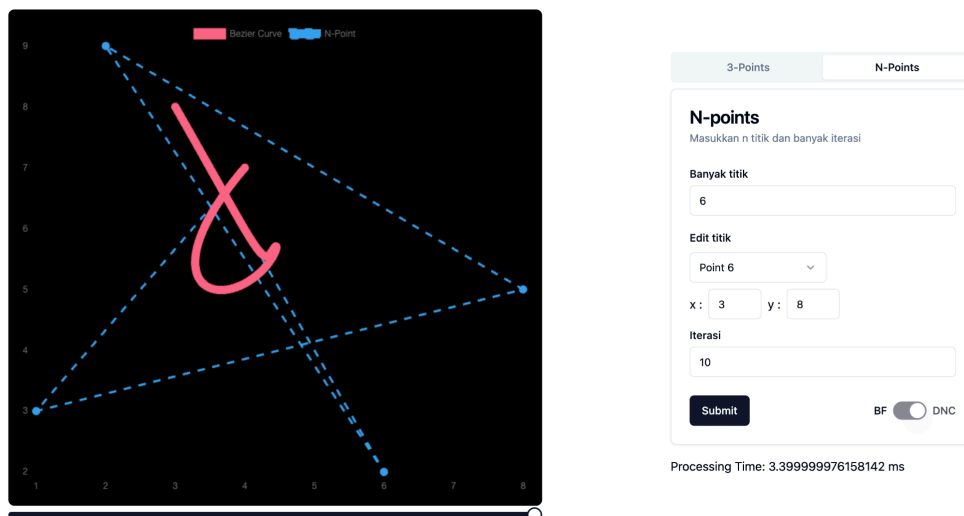 Bezier Curve N-Point
9
8
7
6
5
4
3
2
1 2 3 4 5 6 7 8
3-Points N-Points
N-points
Masukkan n titik dan banyak iterasi
Banyak titik
6
Edit titik
Point 6
x : 3 y : 8
Iterasi
10
Submit BF DNC
Processing Time: 3.399999976158142 ms